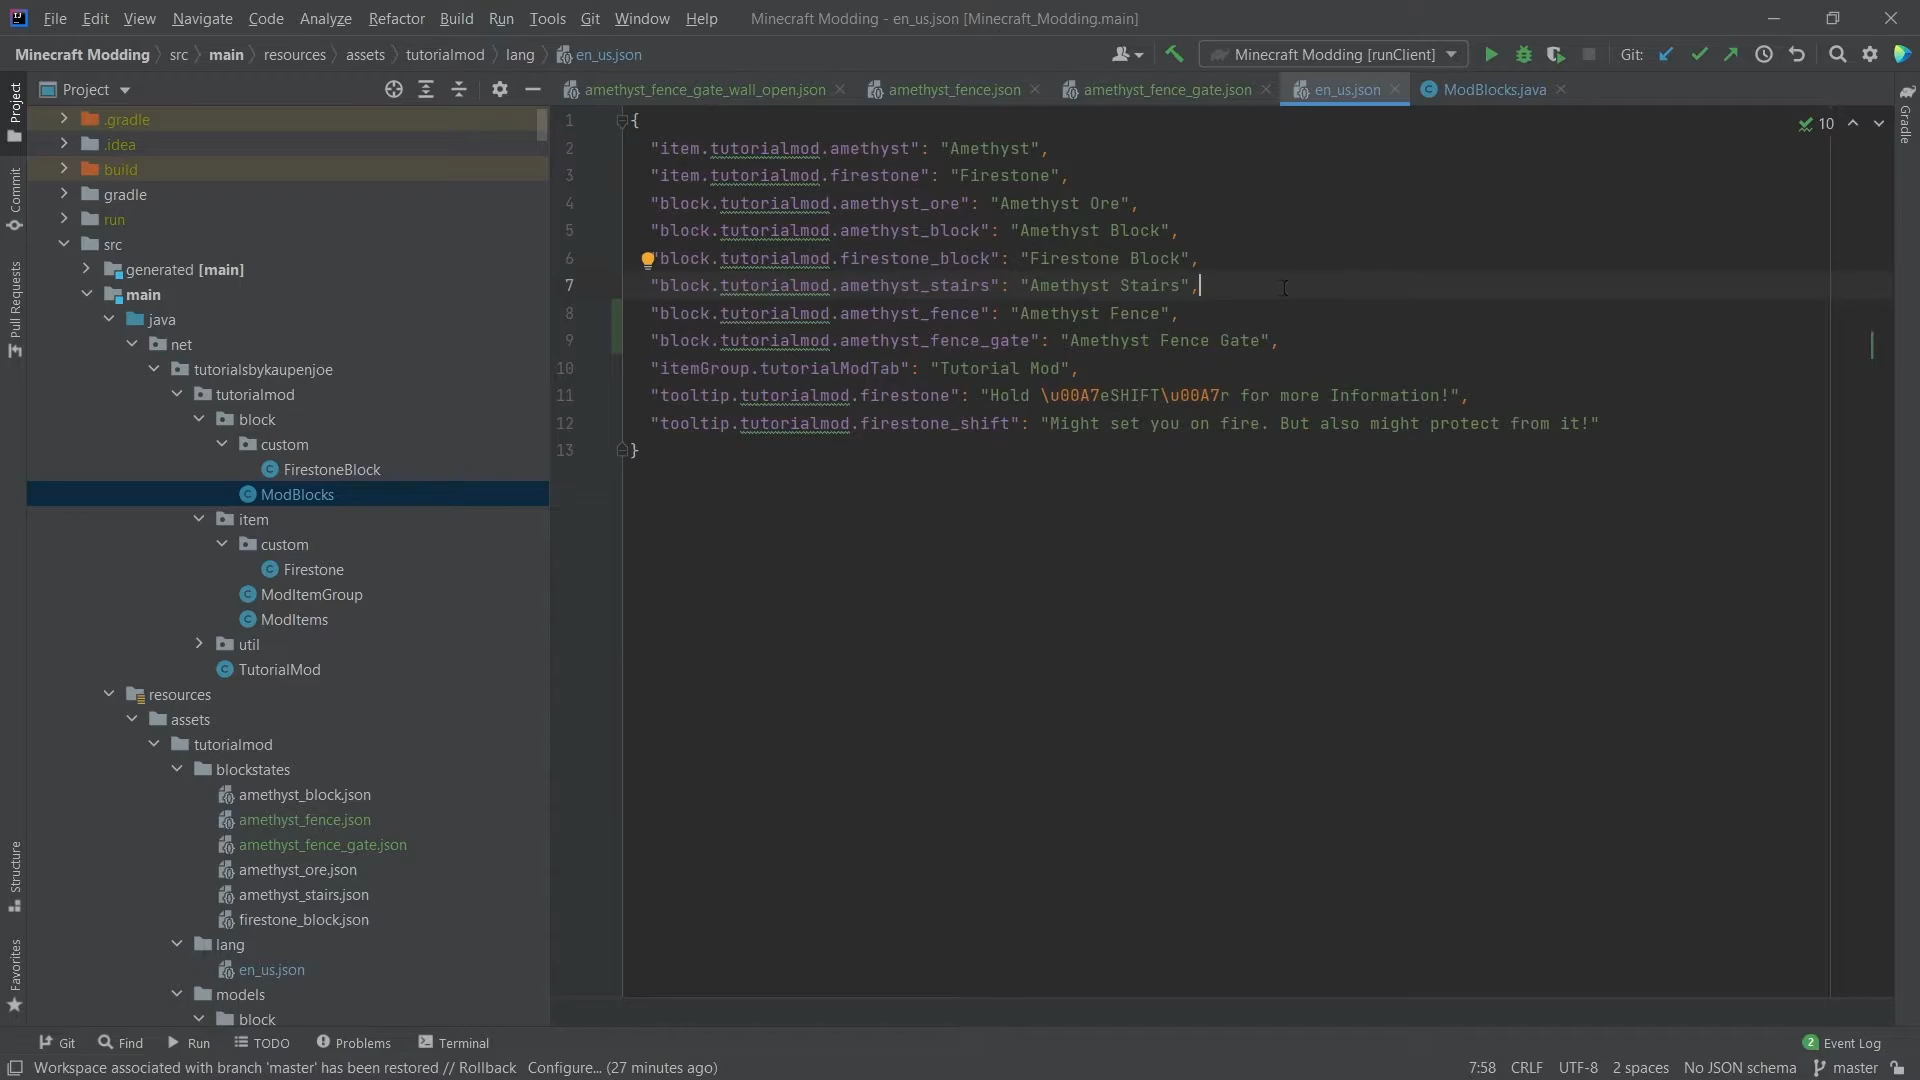 File Edit View Navigate Code Analyze Refactor Build Run Tools Git Window Help Minecraft Modding - en_us.json [Minecraft_Modding.main]
Minecraft Modding src main resources assets tutorialmod lang en_us.json Minecraft Modding [runClient] Git:
Project
amethyst_fence_gate_wall_open.json amethyst_fence.json amethyst_fence_gate.json en_us.json ModBlocks.java
Project
Commit
Pull Requests
Structure
Favorites
Gradle
.gradle
.idea
build
gradle
run
src
generated [main]
main
java
net
tutorialsbykaupenjoe
tutorialmod
block
custom
FirestoneBlock
ModBlocks
item
custom
Firestone
ModItemGroup
ModItems
util
TutorialMod
resources
assets
tutorialmod
blockstates
amethyst_block.json
amethyst_fence.json
amethyst_fence_gate.json
amethyst_ore.json
amethyst_stairs.json
firestone_block.json
lang
en_us.json
models
block
10
1 {
2 "item.tutorialmod.amethyst": "Amethyst",
3 "item.tutorialmod.firestone": "Firestone",
4 "block.tutorialmod.amethyst_ore": "Amethyst Ore",
5 "block.tutorialmod.amethyst_block": "Amethyst Block",
6 "block.tutorialmod.firestone_block": "Firestone Block",
7 "block.tutorialmod.amethyst_stairs": "Amethyst Stairs",
8 "block.tutorialmod.amethyst_fence": "Amethyst Fence",
9 "block.tutorialmod.amethyst_fence_gate": "Amethyst Fence Gate",
10 "itemGroup.tutorialModTab": "Tutorial Mod",
11 "tooltip.tutorialmod.firestone": "Hold \u00A7eSHIFT\u00A7r for more Information!",
12 "tooltip.tutorialmod.firestone_shift": "Might set you on fire. But also might protect from it!"
13 }
Git Find Run TODO Problems Terminal 2 Event Log
Workspace associated with branch 'master' has been restored // Rollback Configure... (27 minutes ago) 7:58 CRLF UTF-8 2 spaces No JSON schema master